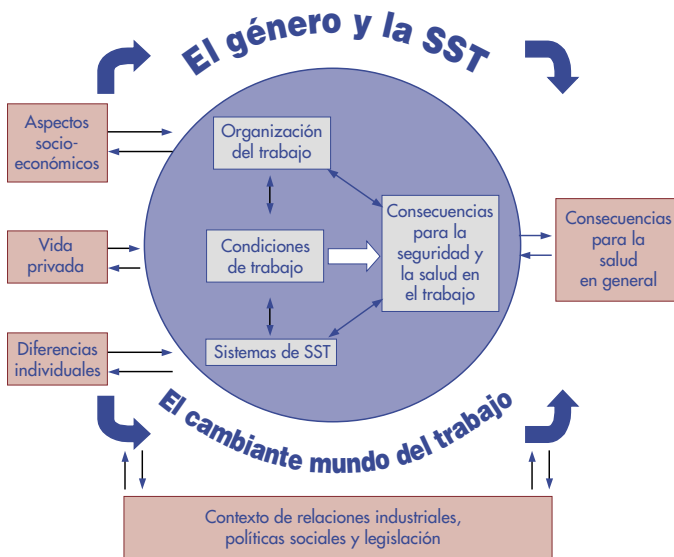 El género y la SST
Aspectos
socio-
económicos
Organización
del trabajo
Consecuencias
para la
seguridad y
la salud en
el trabajo
Consecuencias
para la
salud
en general
Vida
privada
Condiciones
de trabajo
Diferencias
individuales
Sistemas de SST
El cambiante mundo del trabajo
Contexto de relaciones industriales,
políticas sociales y legislación